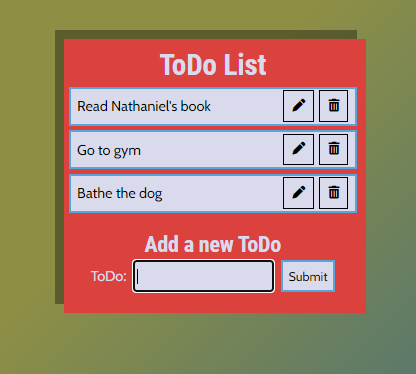 ToDo List
Read Nathaniel's book
Go to gym
Bathe the dog
Add a new ToDo
ToDo: Submit